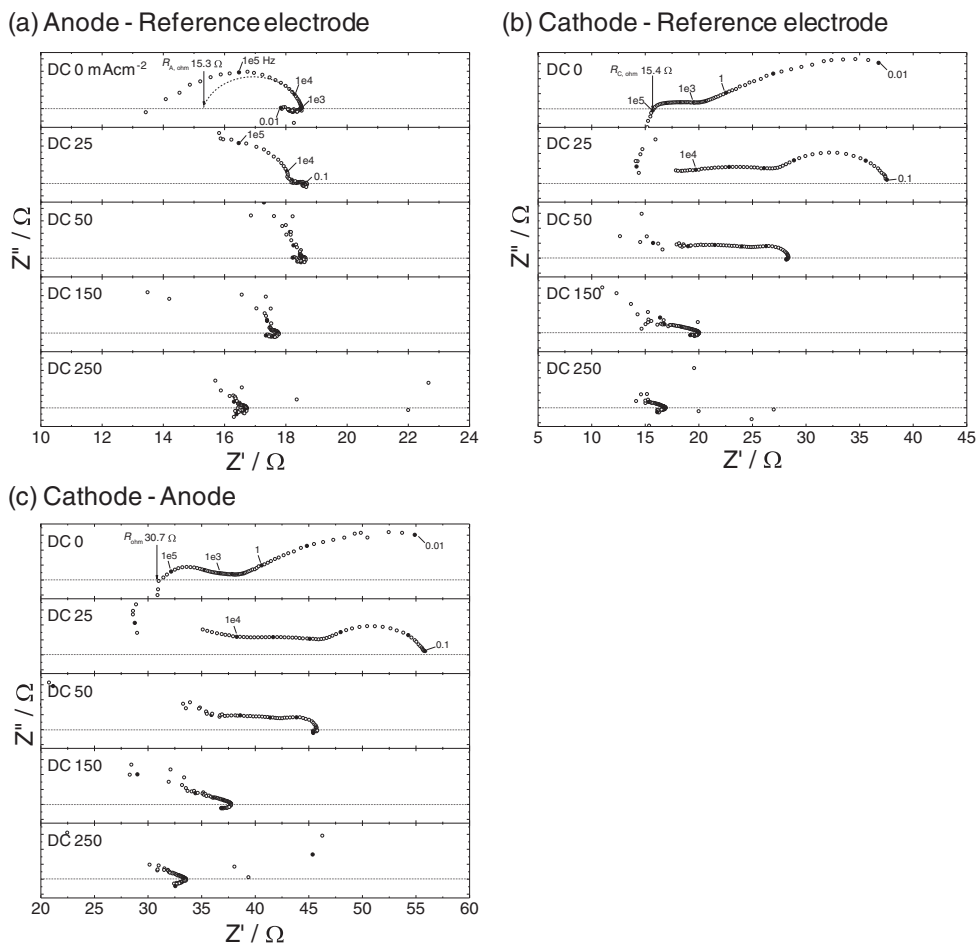 (a) Anode - Reference electrode
DC 0 mAcm-2
R A, ohm 15.3 Ω
1e5 Hz
1e4
1e3
0.01
DC 25
1e5
1e4
0.1
DC 50
DC 150
DC 250
Z'' / Ω
10 12 14 16 18 20 22 24
Z' / Ω
(b) Cathode - Reference electrode
DC 0
R C, ohm 15.4 Ω
1e5
1e3
1
0.01
DC 25
1e4
0.1
DC 50
DC 150
DC 250
Z'' / Ω
5 10 15 20 25 30 35 40 45
Z' / Ω
(c) Cathode - Anode
DC 0
R ohm 30.7 Ω
1e5
1e3
1
0.01
DC 25
1e4
0.1
DC 50
DC 150
DC 250
Z'' / Ω
20 25 30 35 40 45 50 55 60
Z' / Ω